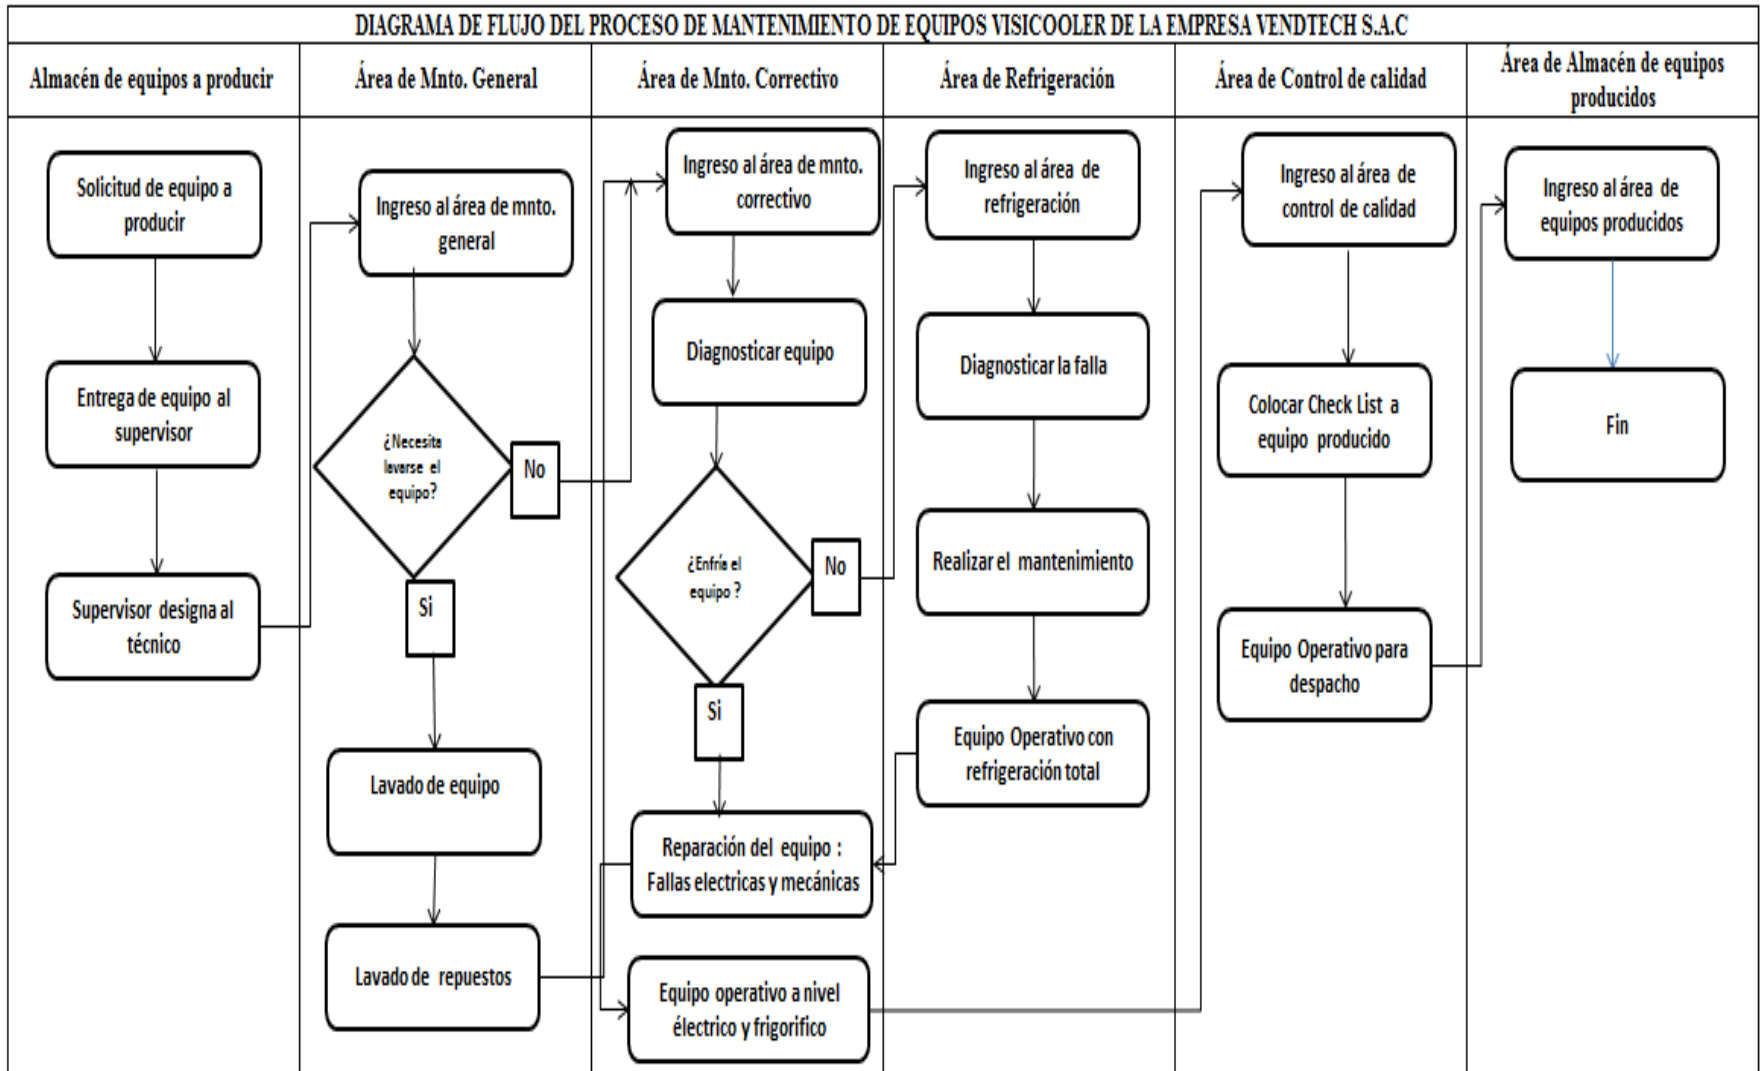 DIAGRAMA DE FLUJO DEL PROCESO DE MANTENIMIENTO DE EQUIPOS VISICOOLER DE LA EMPRESA VENDTECH S.A.C
Almacén de equipos a producir
Área de Mnto. General
Área de Mnto. Correctivo
Área de Refrigeración
Área de Control de calidad
Área de Almacén de equipos
producidos
Solicitud de equipo a
producir
Entrega de equipo al
supervisor
Supervisor designa al
técnico
Ingreso al área de mnto.
general
¿Necesita
lavarse el
equipo?
No
Si
Lavado de equipo
Lavado de repuestos
Ingreso al área de mnto.
correctivo
Diagnosticar equipo
¿Enfría el
equipo ?
No
Si
Reparación del equipo :
Fallas electricas y mecánicas
Equipo operativo a nivel
électrico y frigorifico
Ingreso al área de
refrigeración
Diagnosticar la falla
Realizar el mantenimiento
Equipo Operativo con
refrigeración total
Ingreso al área de
control de calidad
Colocar Check List a
equipo producido
Equipo Operativo para
despacho
Ingreso al área de
equipos producidos
Fin